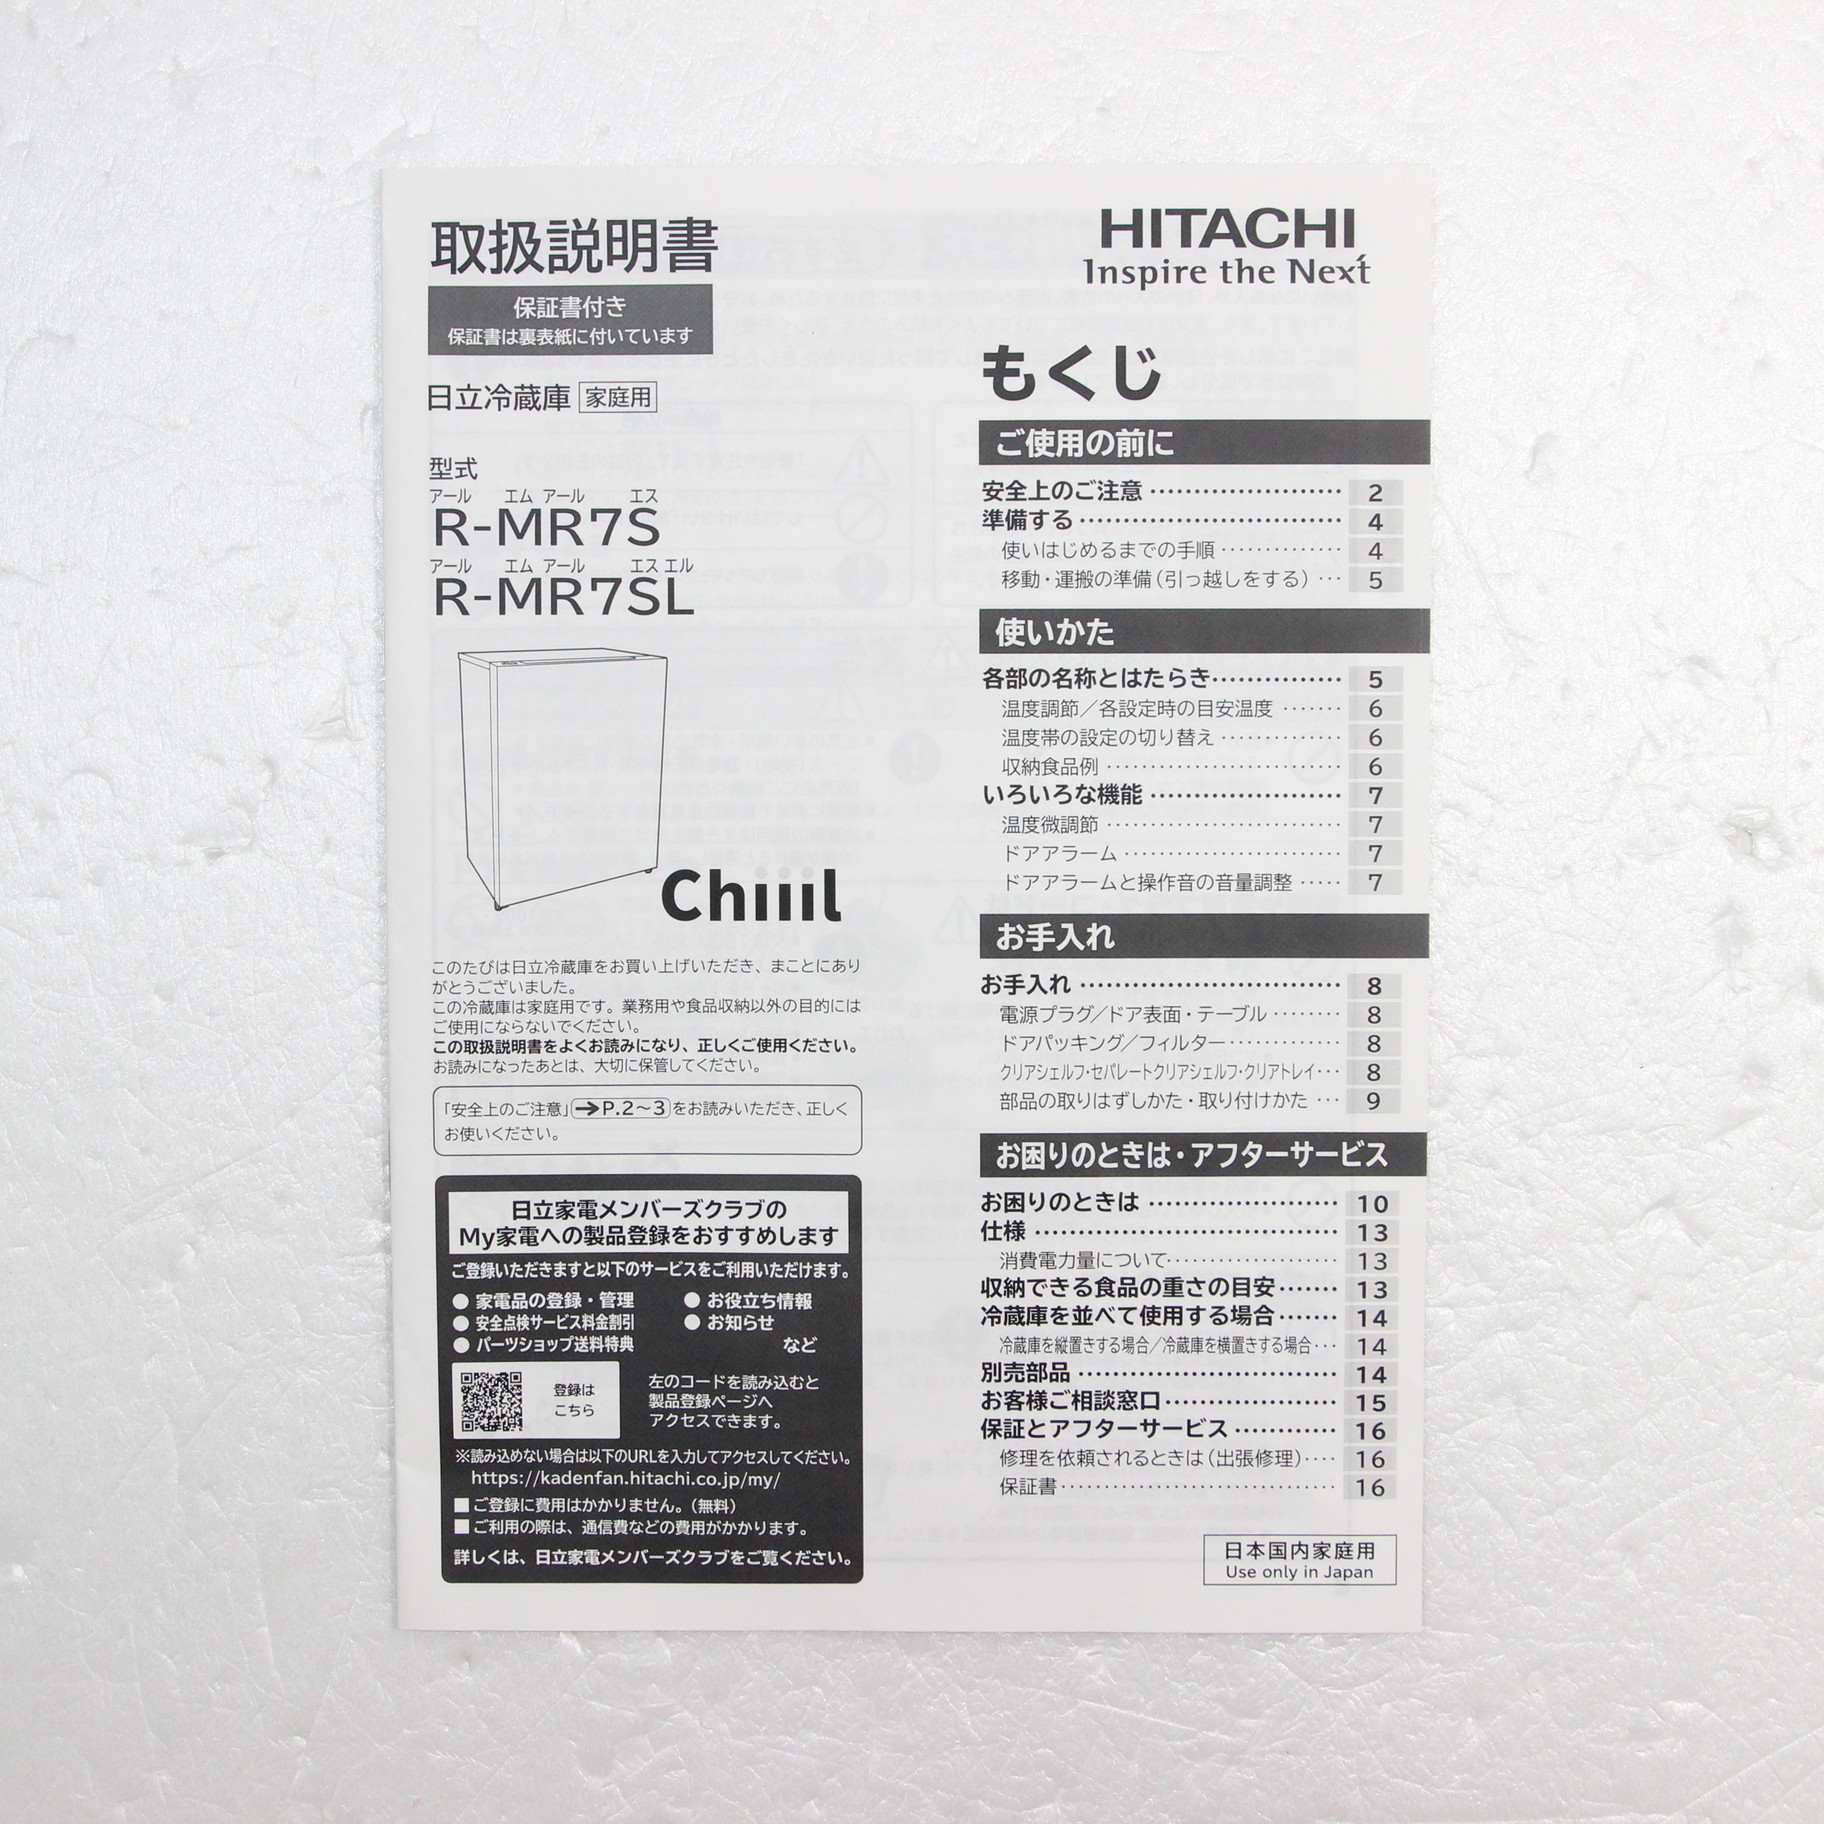 取扱説明書
保証書付き
保証書は裏表紙に付いています
日立冷蔵庫 家庭用
型式
アール エム アール エス
R-MR7S
アール エム アール エス エル
R-MR7SL
Chiiil
このたびは日立冷蔵庫をお買い上げいただき、まことにあり
がとうございました。
この冷蔵庫は家庭用です。業務用や食品収納以外の目的には
ご使用にならないでください。
この取扱説明書をよくお読みになり、正しくご使用ください。
お読みになったあとは、大切に保管してください。
「安全上のご注意」➔P.2～3をお読みいただき、正しく
お使いください。
日立家電メンバーズクラブの
My家電への製品登録をおすすめします
ご登録いただきますと以下のサービスをご利用いただけます。
● 家電品の登録・管理 ● お役立ち情報
● 安全点検サービス料金割引 ● お知らせ
● パーツショップ送料特典 など
登録は
こちら
左のコードを読み込むと
製品登録ページへ
アクセスできます。
※読み込めない場合は以下のURLを入力してアクセスしてください。
https://kadenfan.hitachi.co.jp/my/
■ ご登録に費用はかかりません。（無料）
■ ご利用の際は、通信費などの費用がかかります。
詳しくは、日立家電メンバーズクラブをご覧ください。
HITACHI
Inspire the Next
もくじ
ご使用の前に
安全上のご注意 …………………… 2
準備する …………………………… 4
使いはじめるまでの手順 …………… 4
移動・運搬の準備（引っ越しをする） … 5
使いかた
各部の名称とはたらき …………… 5
温度調節／各設定時の目安温度 ……… 6
温度帯の設定の切り替え …………… 6
収納食品例 ………………………… 6
いろいろな機能 …………………… 7
温度微調節 ………………………… 7
ドアアラーム ……………………… 7
ドアアラームと操作音の音量調整 …… 7
お手入れ
お手入れ …………………………… 8
電源プラグ／ドア表面・テーブル ……… 8
ドアパッキング／フィルター ………… 8
クリアシェルフ・セパレートクリアシェルフ・クリアトレイ … 8
部品の取りはずしかた・取り付けかた … 9
お困りのときは・アフターサービス
お困りのときは …………………… 10
仕様 ………………………………… 13
消費電力量について ………………… 13
収納できる食品の重さの目安 ……… 13
冷蔵庫を並べて使用する場合 ……… 14
冷蔵庫を縦置きする場合／冷蔵庫を横置きする場合 … 14
別売部品 …………………………… 14
お客様ご相談窓口 ………………… 15
保証とアフターサービス ………… 16
修理を依頼されるときは（出張修理） …… 16
保証書 ……………………………… 16
日本国内家庭用
Use only in Japan